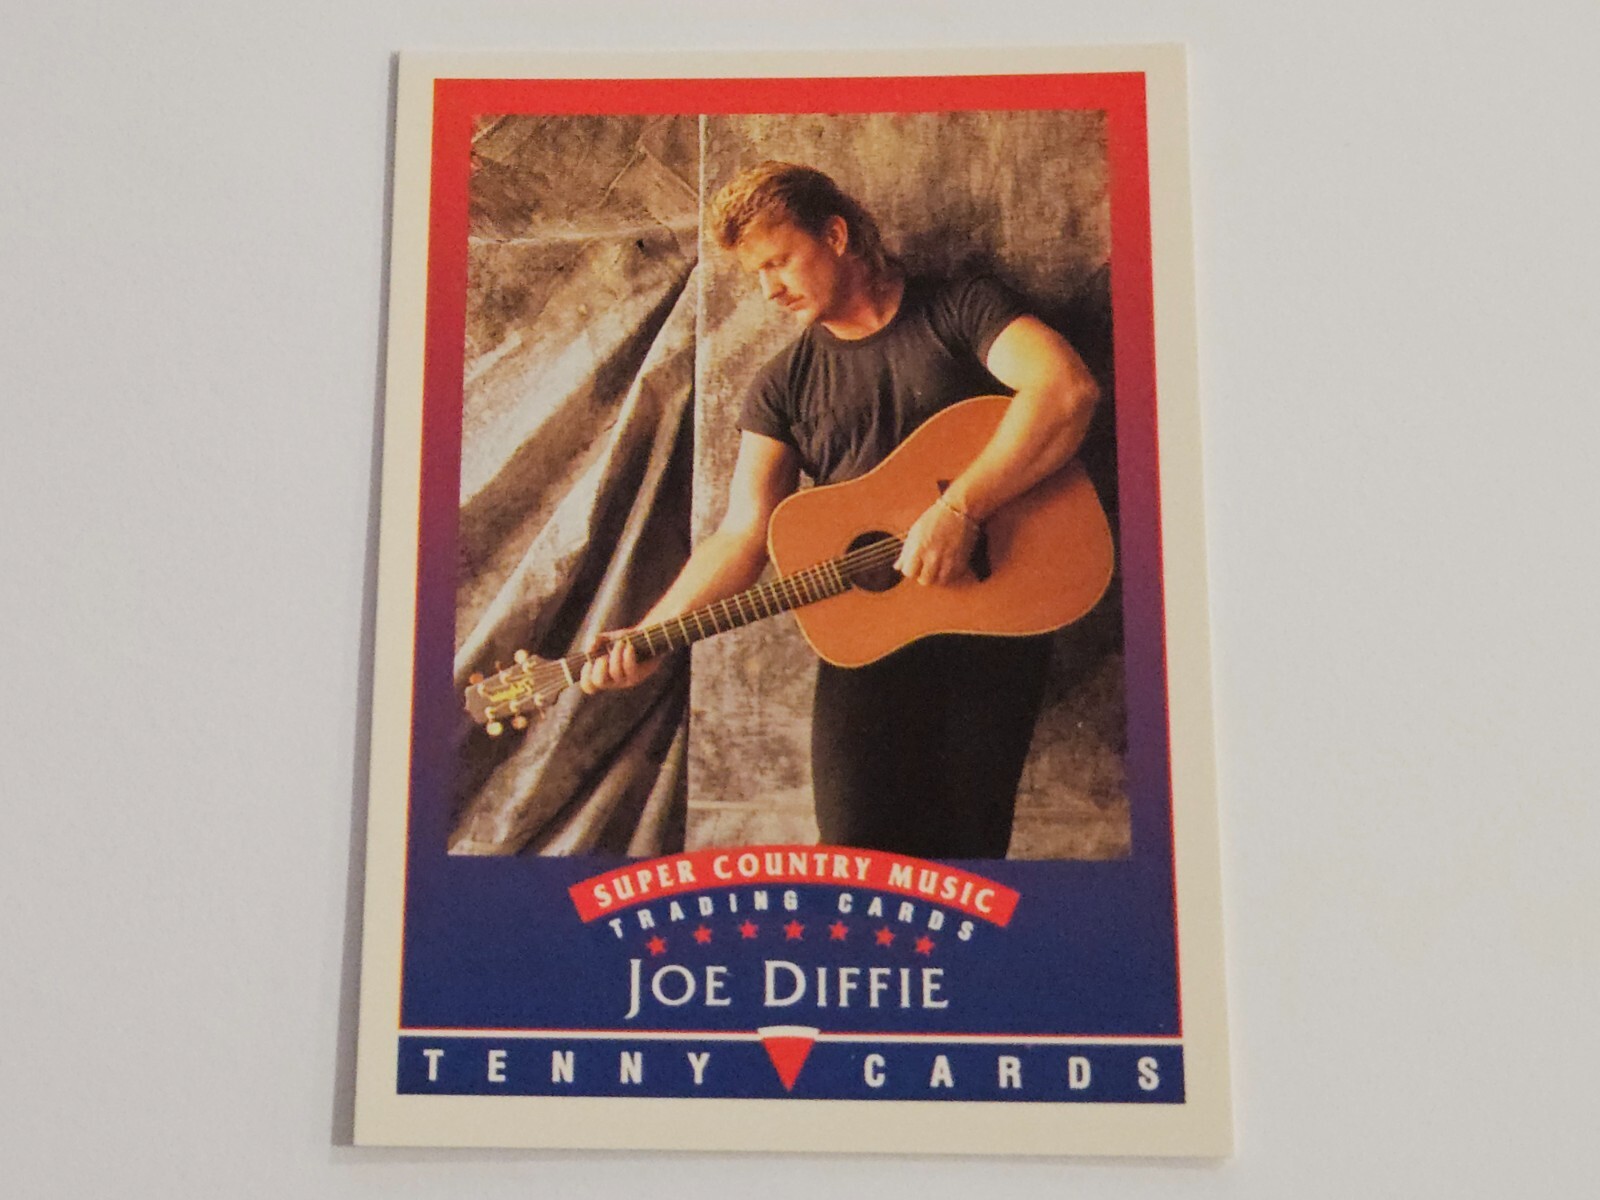 SUPER COUNTRY MUSIC
TRADING CARDS
JOE DIFFIE
TENNY CARDS